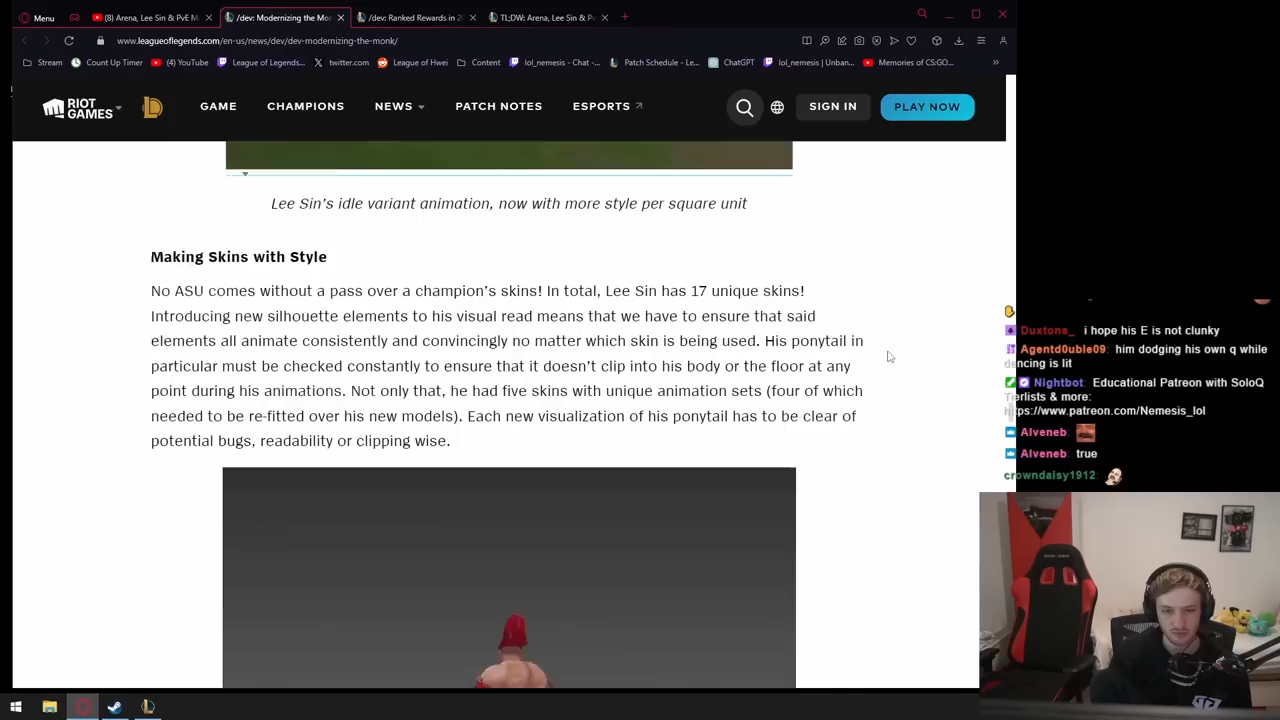 Menu
(8) Arena, Lee Sin & PvE M
/dev: Modernizing the Mo
/dev: Ranked Rewards in 2
TL;DW: Arena, Lee Sin & Pv
www.leagueoflegends.com/en-us/news/dev/dev-modernizing-the-monk/
Stream
Count Up Timer
(4) YouTube
League of Legends...
twitter.com
League of Hwei
Content
lol_nemesis - Chat -...
Patch Schedule - Le...
ChatGPT
lol_nemesis | Unban...
Memories of CS:GO...
RIOT GAMES
GAME
CHAMPIONS
NEWS
PATCH NOTES
ESPORTS
SIGN IN
PLAY NOW
Lee Sin's idle variant animation, now with more style per square unit
Making Skins with Style
No ASU comes without a pass over a champion's skins! In total, Lee Sin has 17 unique skins!
Introducing new silhouette elements to his visual read means that we have to ensure that said
elements all animate consistently and convincingly no matter which skin is being used. His ponytail in
particular must be checked constantly to ensure that it doesn't clip into his body or the floor at any
point during his animations. Not only that, he had five skins with unique animation sets (four of which
needed to be re-fitted over his new models). Each new visualization of his ponytail has to be clear of
potential bugs, readability or clipping wise.
Duxtons_: i hope his E is not clunky
Agentd0uble09: him dodging his own q while
dancing is lit
Nightbot: Educational Patreon with SoloQ
Tierlists & more:
https://www.patreon.com/Nemesis_lol
Alveneb:
Alveneb: true
crowndaisy1912: